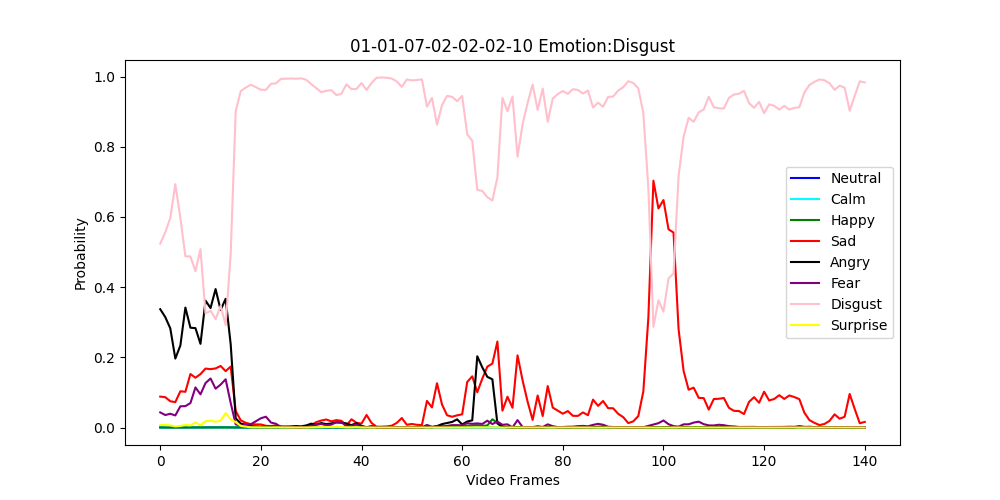 01-01-07-02-02-02-10 Emotion:Disgust
1.0
0.8
0.6
0.4
0.2
0.0
Probability
0 20 40 60 80 100 120 140
Video Frames
Neutral
Calm
Happy
Sad
Angry
Fear
Disgust
Surprise